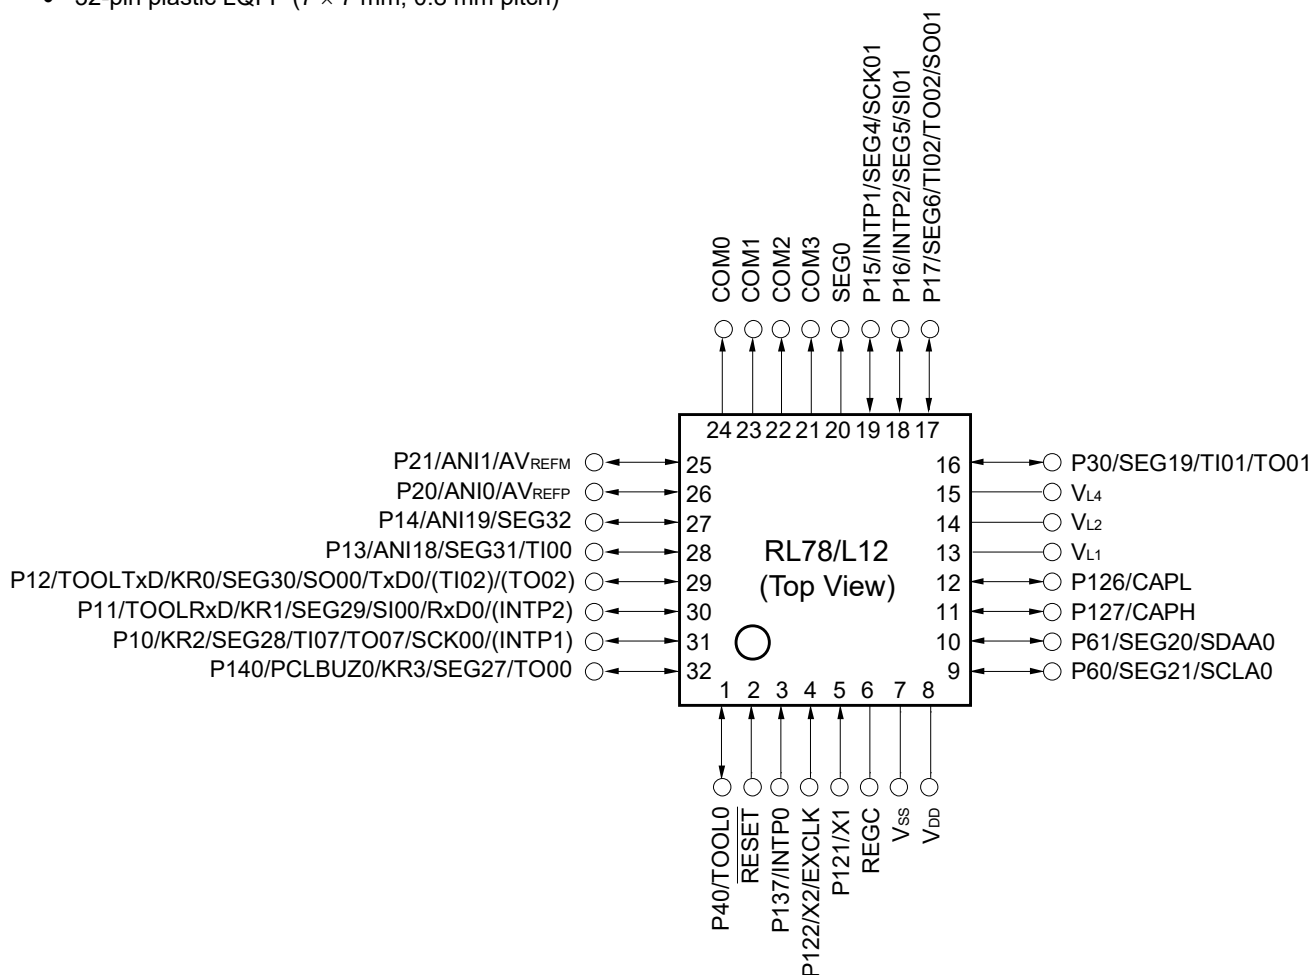 • 32-pin plastic LQFP (7 × 7 mm, 0.8 mm pitch)
COM0
COM1
COM2
COM3
SEG0
P15/INTP1/SEG4/SCK01
P16/INTP2/SEG5/SI01
P17/SEG6/TI02/TO02/SO01
24 23 22 21 20 19 18 17
P21/ANI1/AVREFM 25
P20/ANI0/AVREFP 26
P14/ANI19/SEG32 27
P13/ANI18/SEG31/TI00 28
P12/TOOLTxD/KR0/SEG30/SO00/TxD0/(TI02)/(TO02) 29
P11/TOOLRxD/KR1/SEG29/SI00/RxD0/(INTP2) 30
P10/KR2/SEG28/TI07/TO07/SCK00/(INTP1) 31
P140/PCLBUZ0/KR3/SEG27/TO00 32
RL78/L12
(Top View)
16 P30/SEG19/TI01/TO01
15 VL4
14 VL2
13 VL1
12 P126/CAPL
11 P127/CAPH
10 P61/SEG20/SDAA0
9 P60/SEG21/SCLA0
1 2 3 4 5 6 7 8
P40/TOOL0
RESET
P137/INTP0
P122/X2/EXCLK
P121/X1
REGC
VSS
VDD